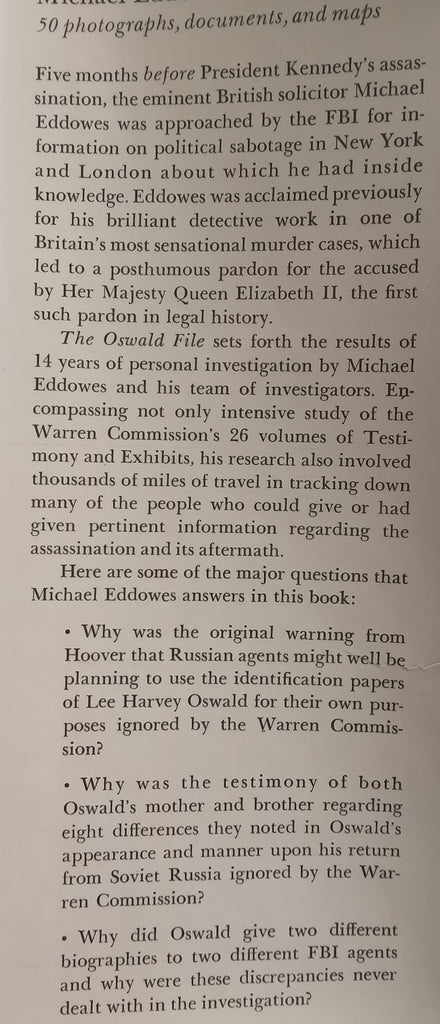 50 photographs, documents, and maps
Five months before President Kennedy's assas-
sination, the eminent British solicitor Michael
Eddowes was approached by the FBI for in-
formation on political sabotage in New York
and London about which he had inside
knowledge. Eddowes was acclaimed previously
for his brilliant detective work in one of
Britain's most sensational murder cases, which
led to a posthumous pardon for the accused
by Her Majesty Queen Elizabeth II, the first
such pardon in legal history.
The Oswald File sets forth the results of
14 years of personal investigation by Michael
Eddowes and his team of investigators. En-
compassing not only intensive study of the
Warren Commission's 26 volumes of Testi-
mony and Exhibits, his research also involved
thousands of miles of travel in tracking down
many of the people who could give or had
given pertinent information regarding the
assassination and its aftermath.
Here are some of the major questions that
Michael Eddowes answers in this book:
• Why was the original warning from
Hoover that Russian agents might well be
planning to use the identification papers
of Lee Harvey Oswald for their own pur-
poses ignored by the Warren Commis-
sion?
• Why was the testimony of both
Oswald's mother and brother regarding
eight differences they noted in Oswald's
appearance and manner upon his return
from Soviet Russia ignored by the War-
ren Commission?
• Why did Oswald give two different
biographies to two different FBI agents
and why were these discrepancies never
dealt with in the investigation?